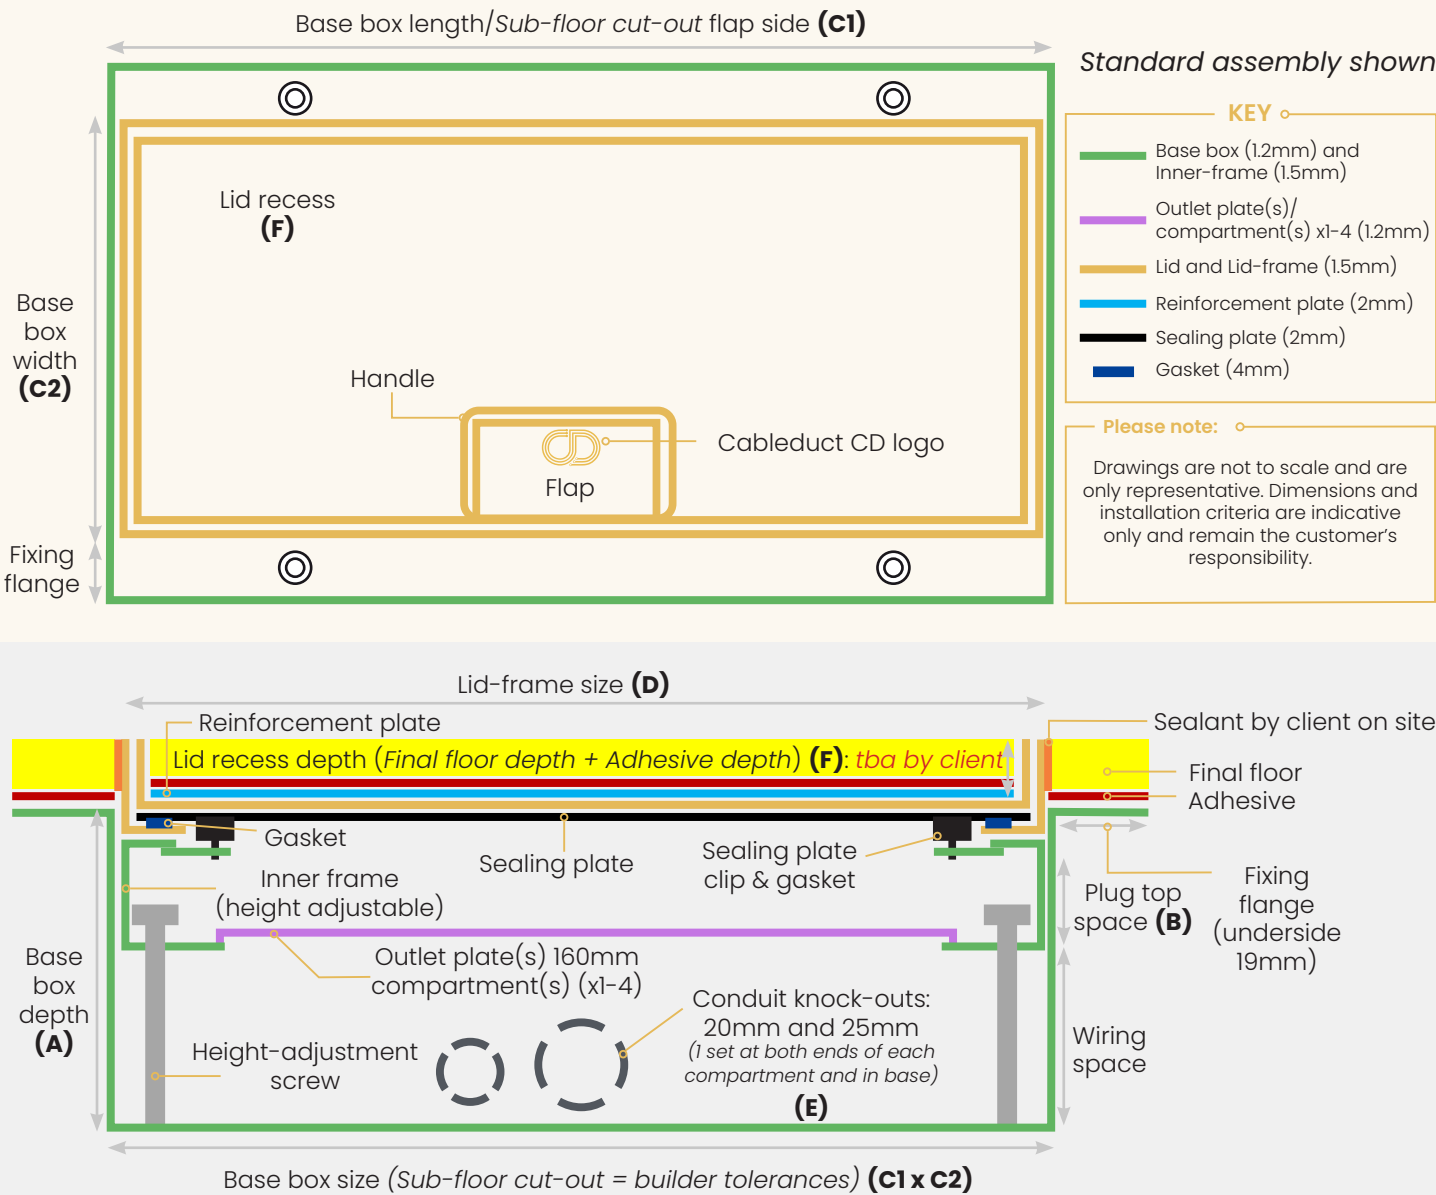 Base box length/Sub-floor cut-out flap side (C1)
Standard assembly shown
KEY
Base box (1.2mm) and
Inner-frame (1.5mm)
Outlet plate(s)/
compartment(s) x1-4 (1.2mm)
Lid and Lid-frame (1.5mm)
Reinforcement plate (2mm)
Sealing plate (2mm)
Gasket (4mm)
Please note:
Drawings are not to scale and are
only representative. Dimensions and
installation criteria are indicative
only and remain the customer's
responsibility.
Lid recess
(F)
Base
box
width
(C2)
Handle
Cableduct CD logo
Flap
Fixing
flange
Lid-frame size (D)
Reinforcement plate
Sealant by client on site
Lid recess depth (Final floor depth + Adhesive depth) (F): tba by client
Final floor
Adhesive
Gasket
Sealing plate
Sealing plate
clip & gasket
Inner frame
(height adjustable)
Plug top
space (B)
Fixing
flange
(underside
19mm)
Base
box
depth
(A)
Outlet plate(s) 160mm
compartment(s) (x1-4)
Conduit knock-outs:
20mm and 25mm
(1 set at both ends of each
compartment and in base)
(E)
Height-adjustment
screw
Wiring
space
Base box size (Sub-floor cut-out = builder tolerances) (C1 x C2)